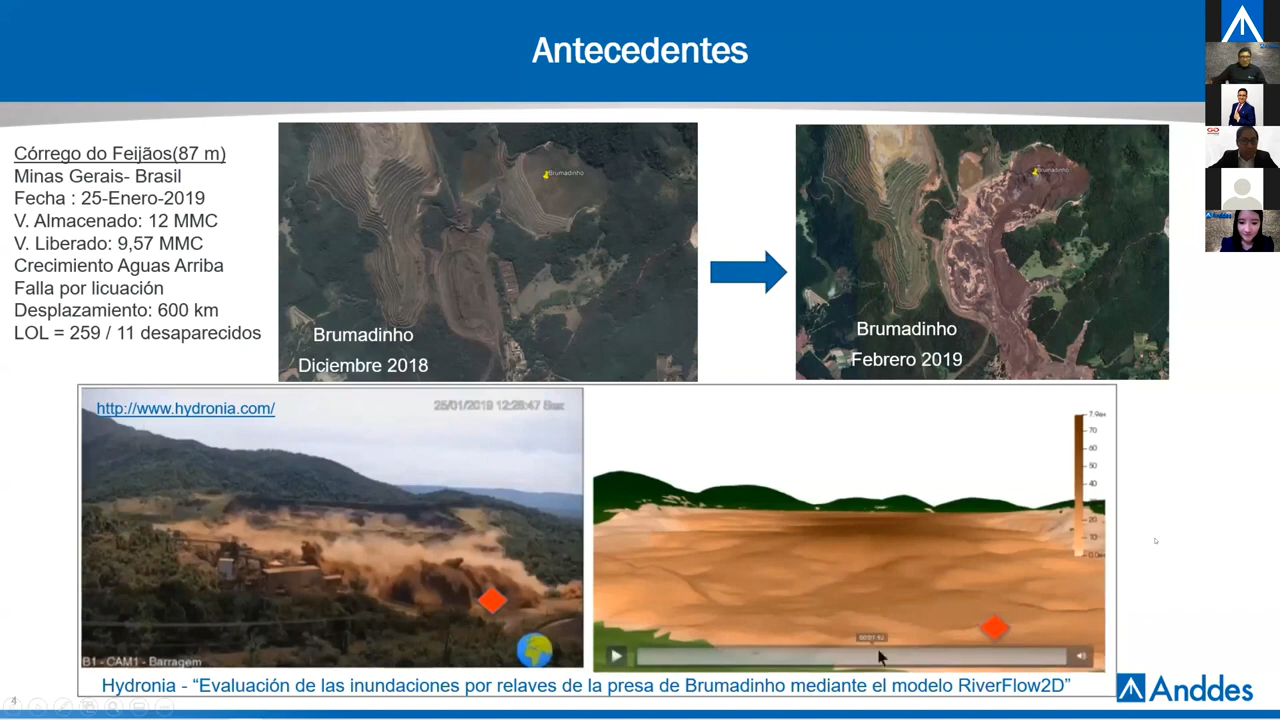 Antecedentes
Córrego do Feijãos(87 m)
Minas Gerais- Brasil
Fecha : 25-Enero-2019
V. Almacenado: 12 MMC
V. Liberado: 9,57 MMC
Crecimiento Aguas Arriba
Falla por licuación
Desplazamiento: 600 km
LOL = 259 / 11 desaparecidos
Brumadinho
Brumadinho
Diciembre 2018
Brumadinho
Brumadinho
Febrero 2019
http://www.hydronia.com/
25/01/2019 12:28:47
B1 - CAM1 - Barragem
70
60
50
40
20
10
Hydronia - “Evaluación de las inundaciones por relaves de la presa de Brumadinho mediante el modelo RiverFlow2D”
Anddes
Anddes
4